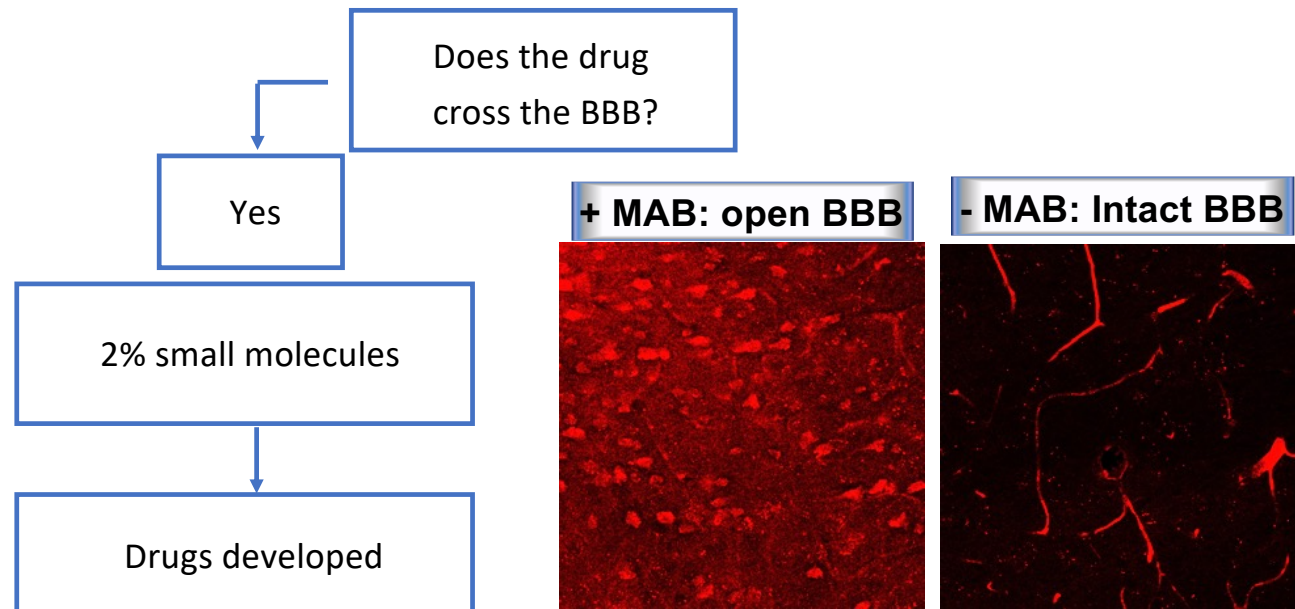 Does the drug
cross the BBB?
Yes
2% small molecules
Drugs developed
+ MAB: open BBB
- MAB: Intact BBB